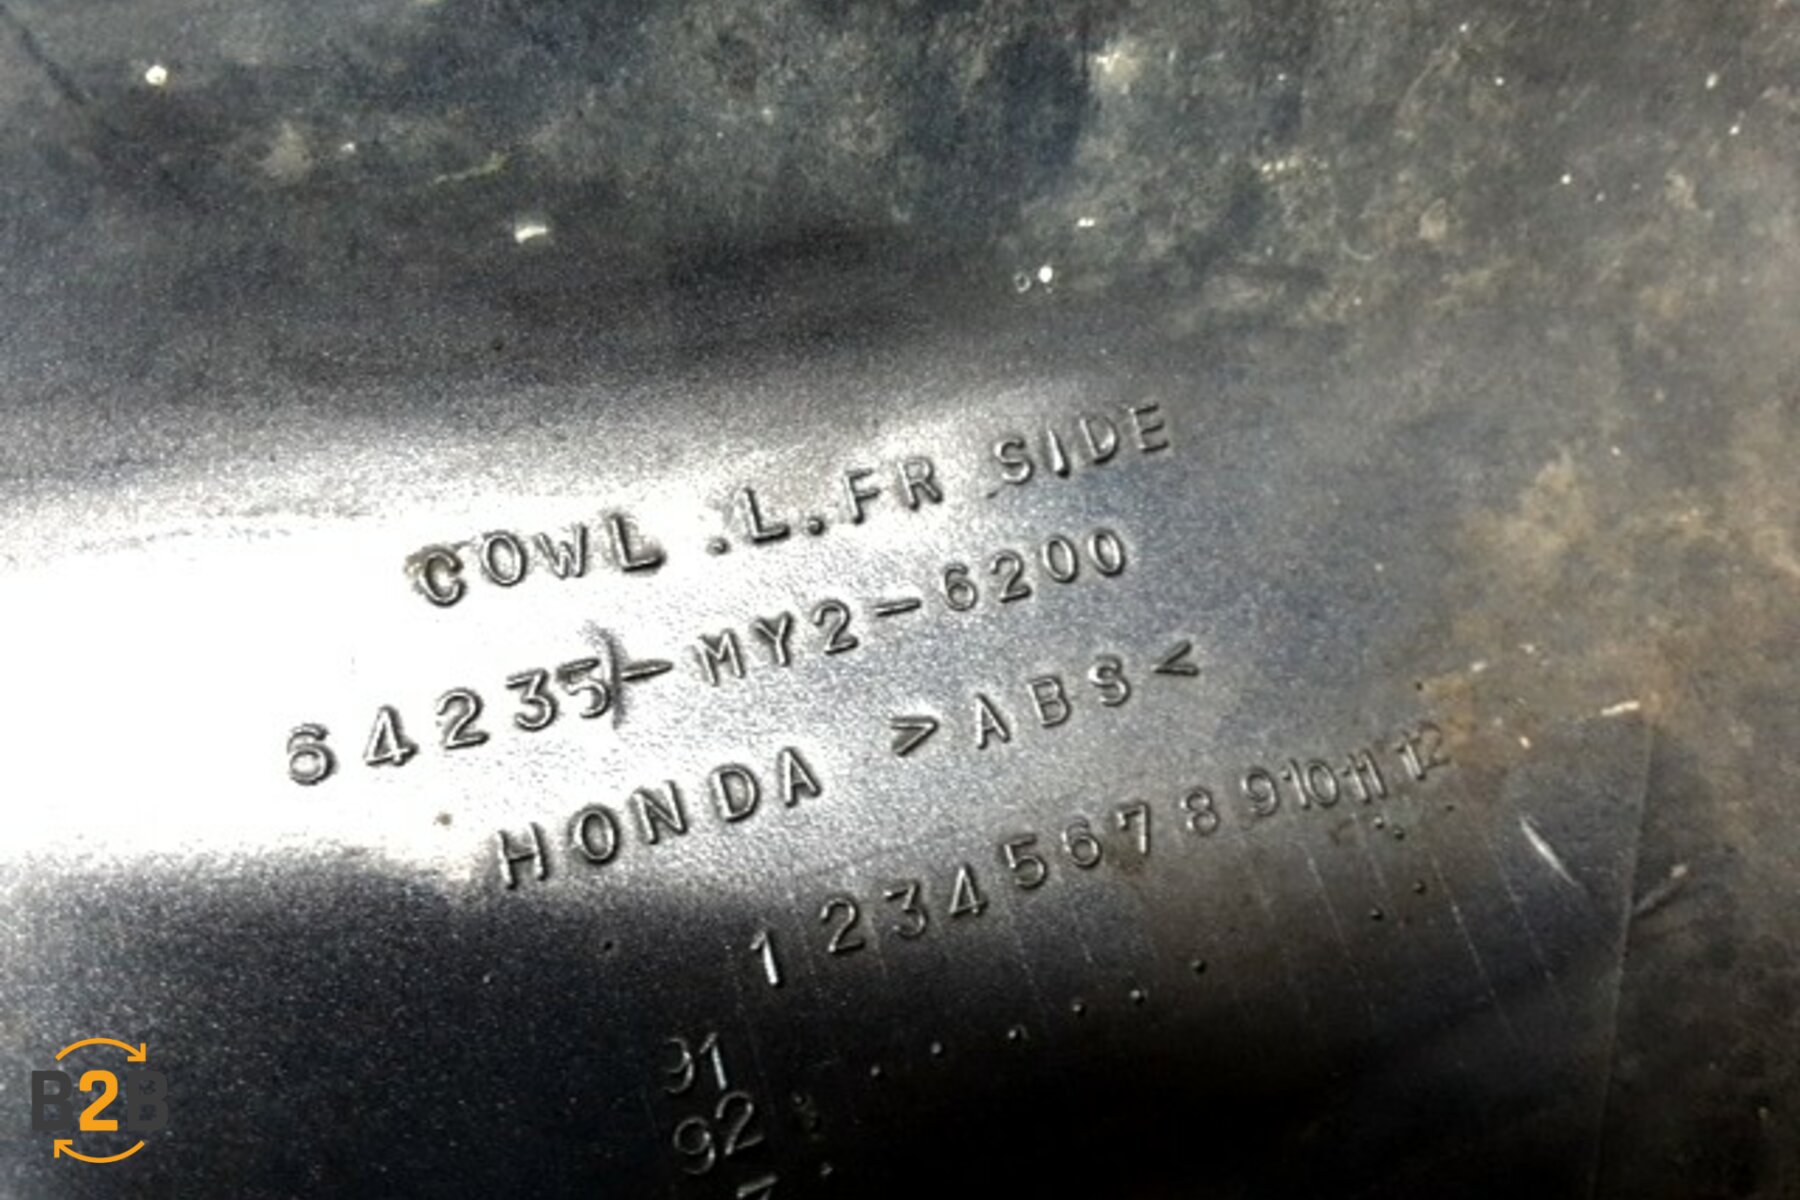 COWL .L.FR SIDE
64235-MY2-6200
HONDA >ABS<
1 2 3 4 5 6 7 8 9 10 11 12
91
92
B2B